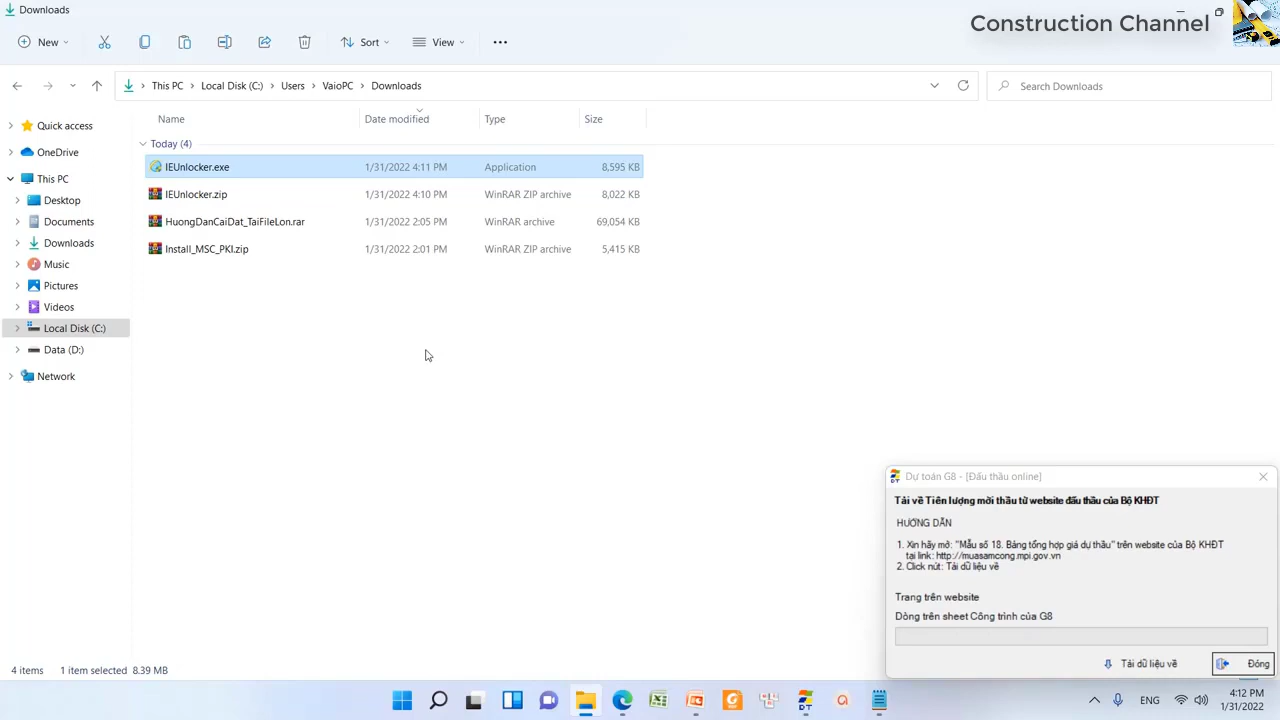 Downloads
Construction Channel
New
Sort
View
This PC > Local Disk (C:) > Users > VaioPC > Downloads
Search Downloads
Name
Date modified
Type
Size
Quick access
OneDrive
This PC
Desktop
Documents
Downloads
Music
Pictures
Videos
Local Disk (C:)
Data (D:)
Network
Today (4)
IEUnlocker.exe 1/31/2022 4:11 PM Application 8,595 KB
IEUnlocker.zip 1/31/2022 4:10 PM WinRAR ZIP archive 8,022 KB
HuongDanCaiDat_TaiFileLon.rar 1/31/2022 2:05 PM WinRAR archive 69,054 KB
Install_MSC_PKI.zip 1/31/2022 2:01 PM WinRAR ZIP archive 5,415 KB
Dự toán G8 - [Đấu thầu online]
Tải về Tiên lượng mời thầu từ website đấu thầu của Bộ KHĐT
HƯỚNG DẪN
1. Xin hãy mở: "Mẫu số 18. Bảng tổng hợp giá dự thầu" trên website của Bộ KHĐT
tại link: http://muasamcong.mpi.gov.vn
2. Click nút: Tải dữ liệu về
Trang trên website
Dòng trên sheet Công trình của G8
Tải dữ liệu về
Đóng
4 items 1 item selected 8.39 MB
DT
ENG
4:12 PM
1/31/2022